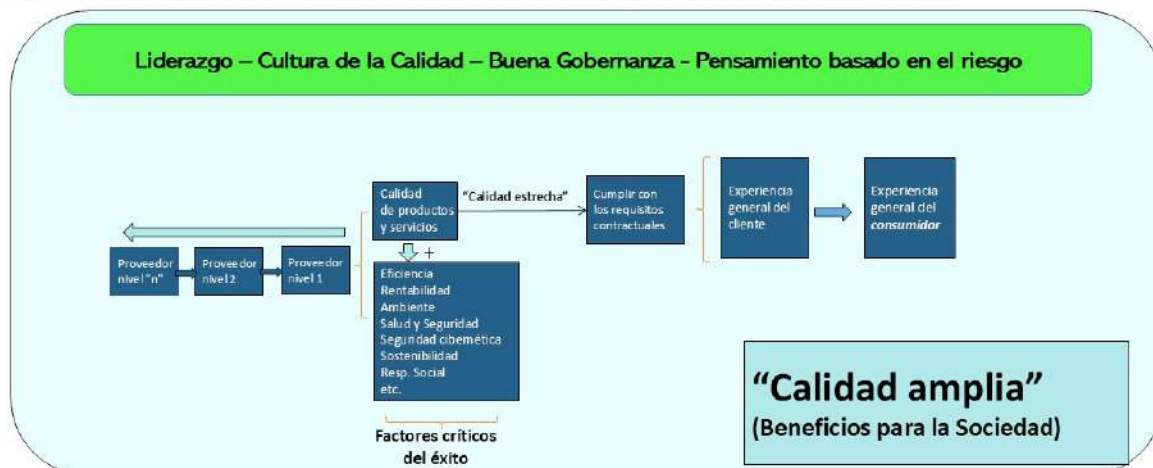 Liderazgo – Cultura de la Calidad – Buena Gobernanza - Pensamiento basado en el riesgo
Proveedor
nivel "n"
Proveedor
nivel 2
Proveedor
nivel 1
Calidad
de productos
y servicios
"Calidad estrecha"
+
Eficiencia
Rentabilidad
Ambiente
Salud y Seguridad
Seguridad cibernética
Sostenibilidad
Resp. Social
etc.
Factores críticos
del éxito
Cumplir con
los requisitos
contractuales
Experiencia
general del
cliente
Experiencia
general del
consumidor
"Calidad amplia"
(Beneficios para la Sociedad)